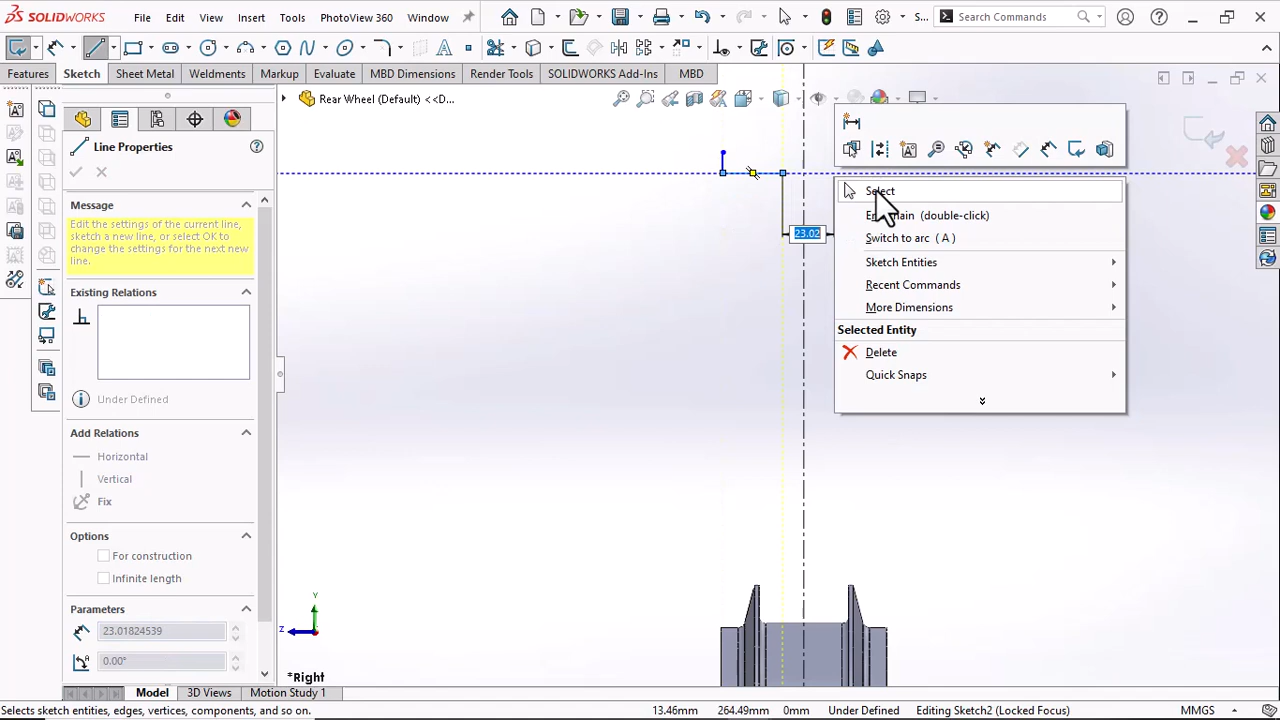 SOLIDWORKS File Edit View Insert Tools PhotoView 360 Window S... Search Commands
Features Sketch Sheet Metal Weldments Markup Evaluate MBD Dimensions Render Tools SOLIDWORKS Add-Ins MBD
Rear Wheel (Default) <<D...
Line Properties
Message
Edit the settings of the current line, sketch a new line, or select OK to change the settings for the next new line.
Existing Relations
Under Defined
Add Relations
Horizontal
Vertical
Fix
Options
For construction
Infinite length
Parameters
23.01824539
0.00°
23.02
Select
(double-click)
Switch to arc (A)
Sketch Entities
Recent Commands
More Dimensions
Selected Entity
Delete
Quick Snaps
Y
Z
*Right
Model 3D Views Motion Study 1
Selects sketch entities, edges, vertices, components, and so on. 13.46mm 264.49mm 0mm Under Defined Editing Sketch2 (Locked Focus) MMGS